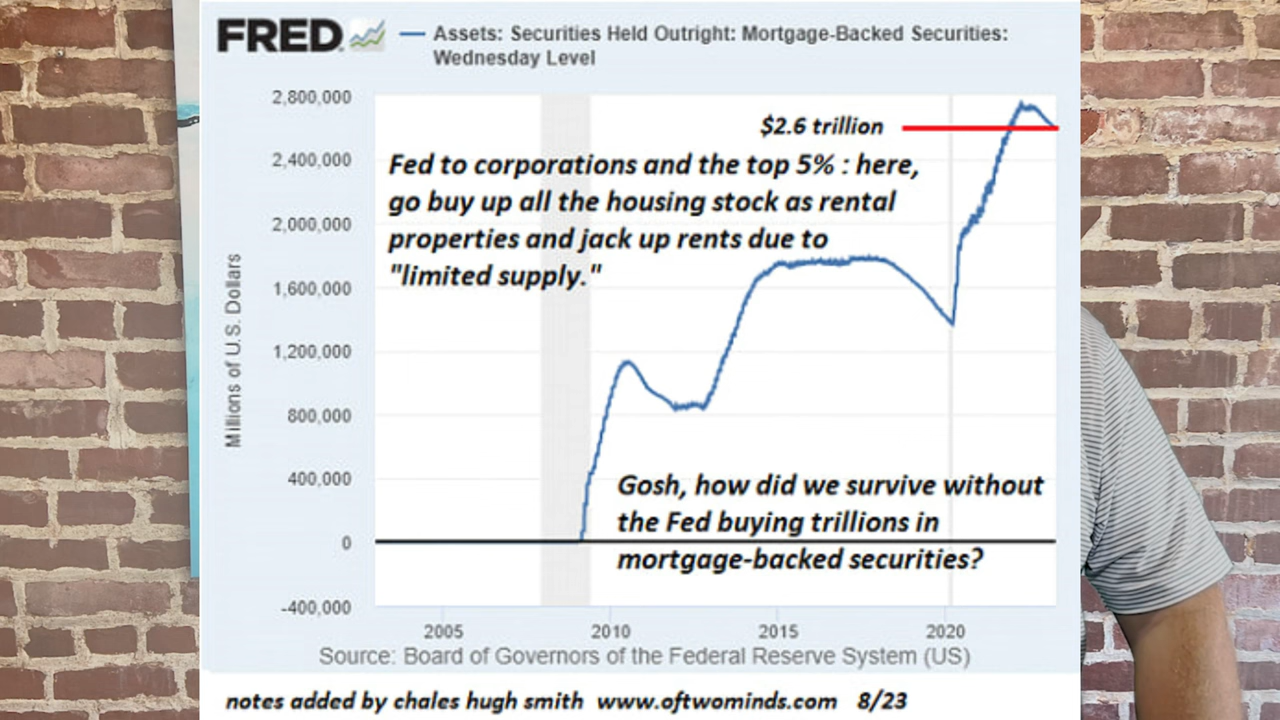 FRED
Assets: Securities Held Outright: Mortgage-Backed Securities:
Wednesday Level
2,800,000
2,400,000
2,000,000
1,600,000
1,200,000
800,000
400,000
0
-400,000
Millions of U.S. Dollars
$2.6 trillion
Fed to corporations and the top 5% : here,
go buy up all the housing stock as rental
properties and jack up rents due to
"limited supply."
Gosh, how did we survive without
the Fed buying trillions in
mortgage-backed securities?
2005
2010
2015
2020
Source: Board of Governors of the Federal Reserve System (US)
notes added by chales hugh smith www.oftwominds.com 8/23